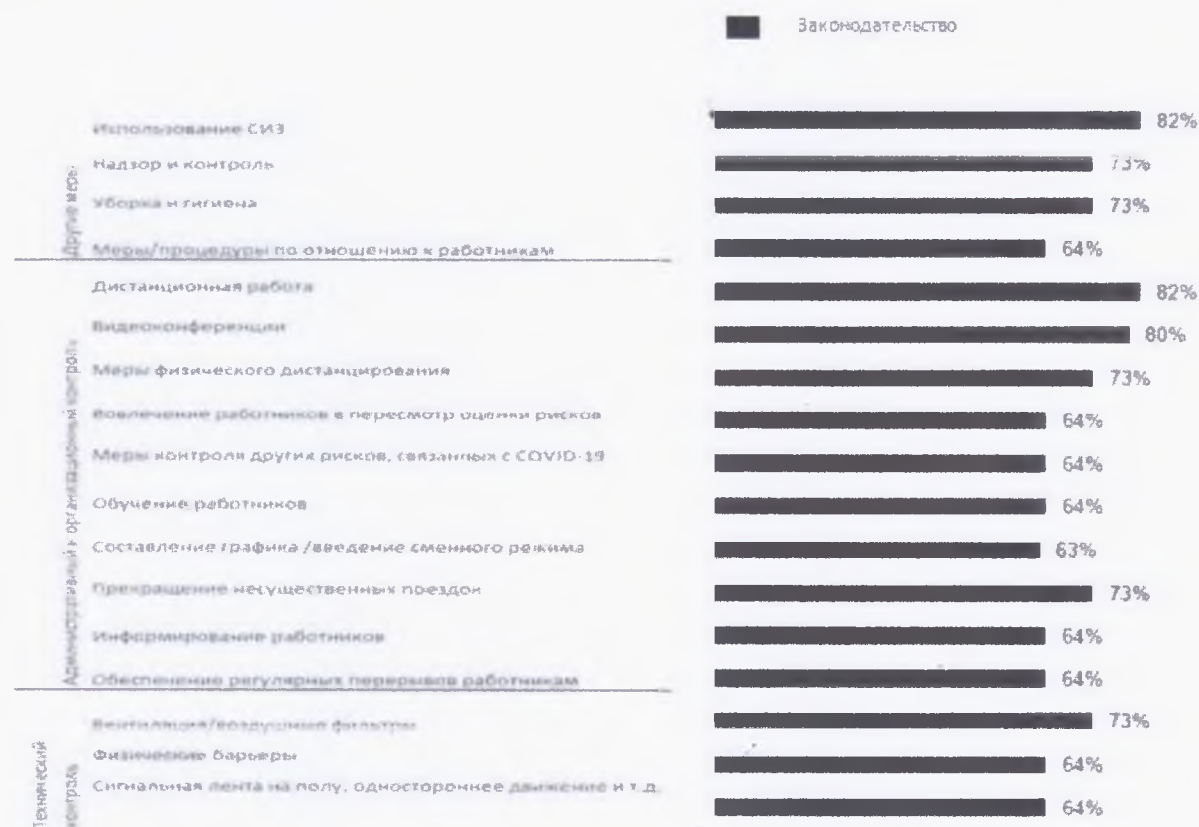 Законодательство
Использование СИЗ 82%
Надзор и контроль 73%
Уборка и гигиена 73%
Меры/процедуры по отношению к работникам 64%
Другие меры
Дистанционная работа 82%
Видеоконференции 80%
Меры физического дистанцирования 73%
Вовлечение работников в пересмотр оценки рисков 64%
Меры контроля других рисков, связанных с COVID-19 64%
Обучение работников 64%
Составление графика /введение сменного режима 63%
Прекращение несущественных поездок 73%
Информирование работников 64%
Обеспечение регулярных перерывов работникам 64%
Административный и организационный контроль
Вентиляция/воздушные фильтры 73%
Физические барьеры 64%
Сигнальная лента на полу, одностороннее движение и т.д. 64%
Технический
контроль